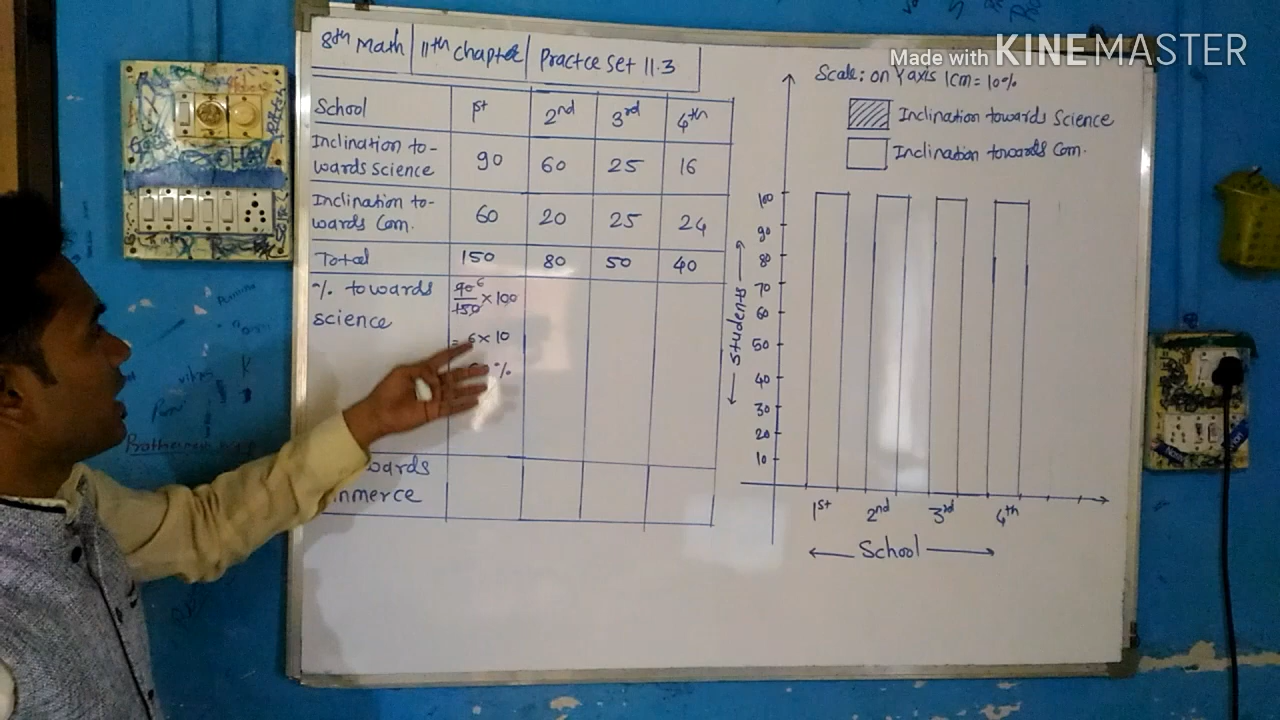 Made with KINEMASTER
8th Math | 11th chapter | Practce Set 11.3
School 1st 2nd 3rd 4th
Inclination to-
wards science 90 60 25 16
Inclination to-
wards Com. 60 20 25 24
Total 150 80 50 40
% towards
science
90 6
150 × 100
= 6 × 10
%
wards
mmerce
Scale: on Y axis 1cm = 10%
Inclination towards Science
Inclination towards Com.
100
90
80
70
60
50
40
30
20
10
← Students →
1st 2nd 3rd 4th
← School →